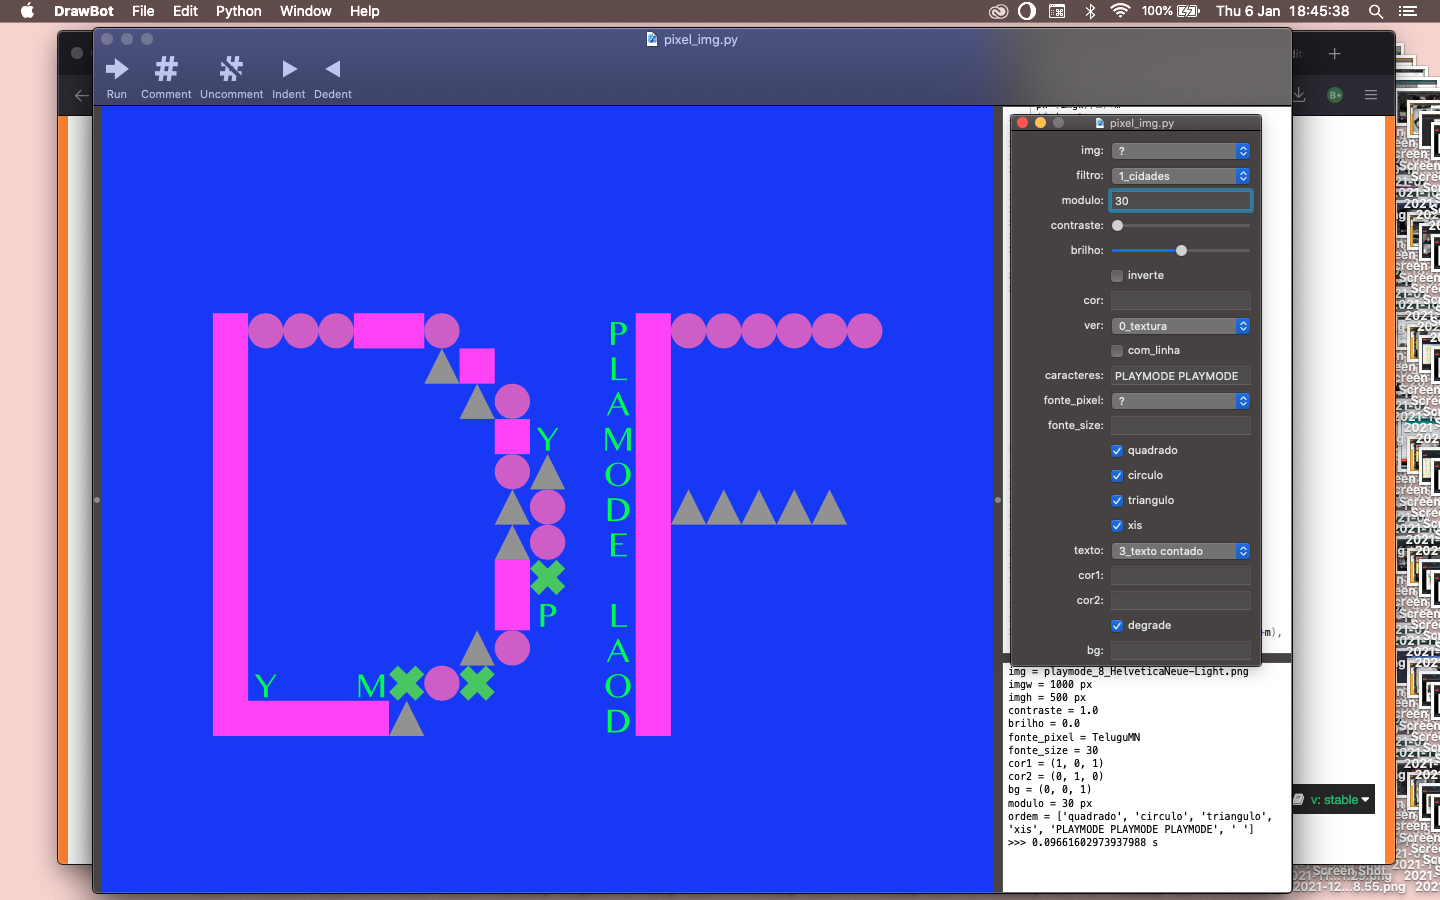 DrawBot File Edit Python Window Help
100% Thu 6 Jan 18:45:38
pixel_img.py
Run Comment Uncomment Indent Dedent
pixel_img.py
img: ?
filtro: 1_cidades
modulo: 30
contraste:
brilho:
inverte
cor:
ver: 0_textura
com_linha
caracteres: PLAYMODE PLAYMODE
fonte_pixel: ?
fonte_size:
quadrado
circulo
triangulo
xis
texto: 3_texto contado
cor1:
cor2:
degrade
bg:
+m),
P
L
A
M Y
O
D
E
L P
A
O Y M
D
img = playmode_8_HelveticaNeue-Light.png
imgw = 1000 px
imgh = 500 px
contraste = 1.0
brilho = 0.0
fonte_pixel = TeluguMN
fonte_size = 30
cor1 = (1, 0, 1)
cor2 = (0, 1, 0)
bg = (0, 0, 1)
modulo = 30 px
ordem = ['quadrado', 'circulo', 'triangulo',
'xis', 'PLAYMODE PLAYMODE PLAYMODE', ' ']
>>> 0.09661602973937988 s
B+
v: stable
Screen Shot
2021-12...8.55.png